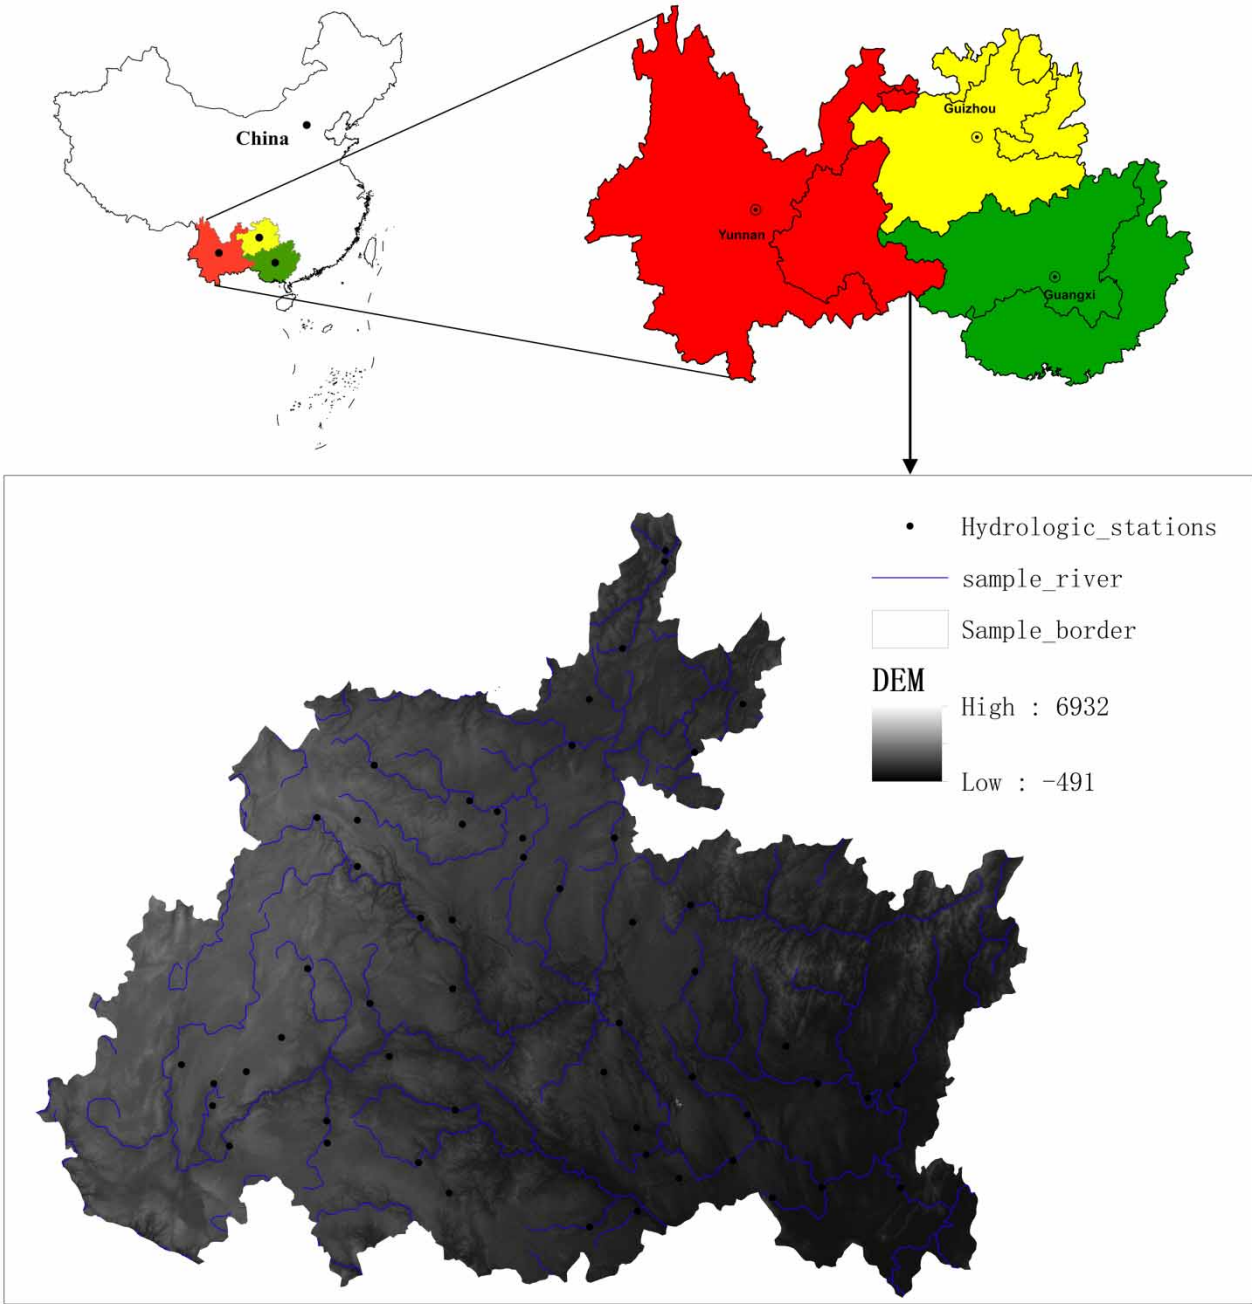 China
Guizhou
Yunnan
Guangxi
Hydrologic_stations
sample_river
Sample_border
DEM
High : 6932
Low : -491